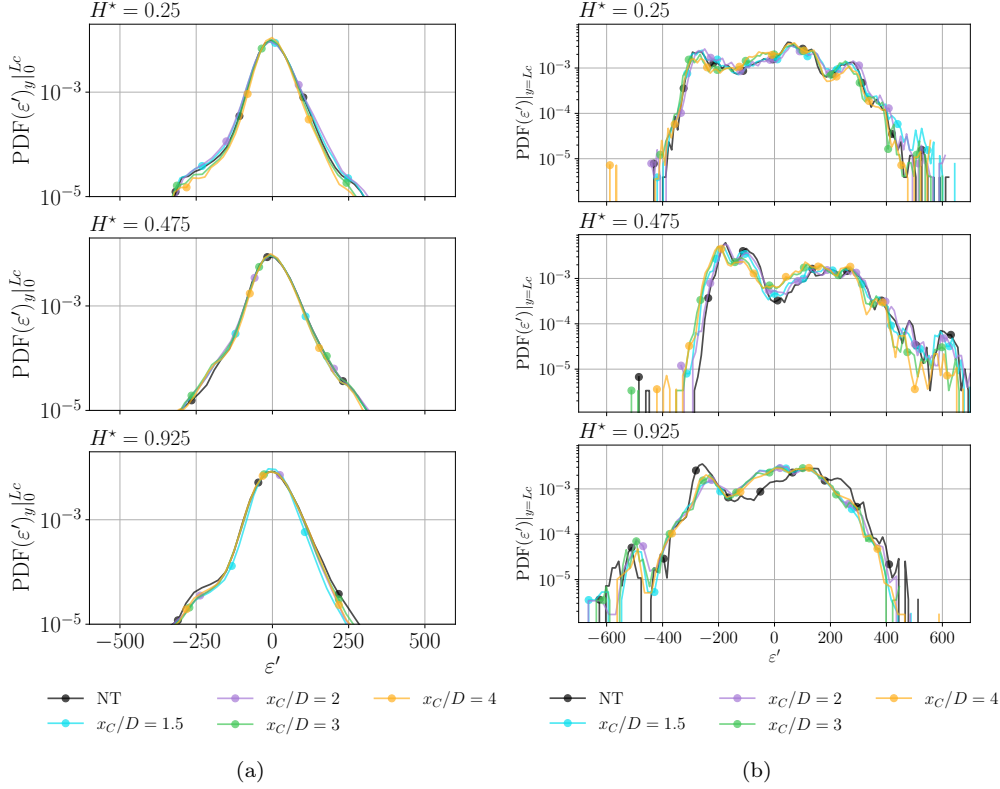 H⋆ = 0.25
PDF(ε′)_y|_0^{Lc}
10⁻³
10⁻⁵
H⋆ = 0.475
PDF(ε′)_y|_0^{Lc}
10⁻³
10⁻⁵
H⋆ = 0.925
PDF(ε′)_y|_0^{Lc}
10⁻³
10⁻⁵
−500 −250 0 250 500
ε′
NT x_C/D = 2 x_C/D = 4
x_C/D = 1.5 x_C/D = 3
(a)
H⋆ = 0.25
PDF(ε′)|_{y=Lc}
10⁻³
10⁻⁴
10⁻⁵
H⋆ = 0.475
PDF(ε′)|_{y=Lc}
10⁻³
10⁻⁴
10⁻⁵
H⋆ = 0.925
PDF(ε′)|_{y=Lc}
10⁻³
10⁻⁴
10⁻⁵
−600 −400 −200 0 200 400 600
ε′
NT x_C/D = 2 x_C/D = 4
x_C/D = 1.5 x_C/D = 3
(b)